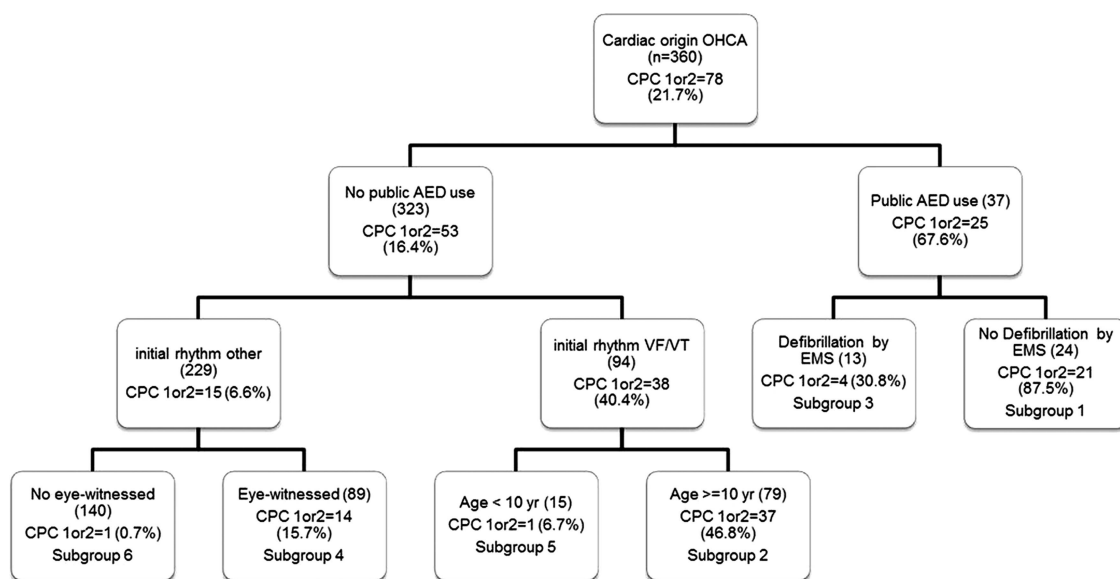 Cardiac origin OHCA
(n=360)
CPC 1or2=78
(21.7%)
No public AED use
(323)
CPC 1or2=53
(16.4%)
Public AED use (37)
CPC 1or2=25
(67.6%)
initial rhythm other
(229)
CPC 1or2=15 (6.6%)
initial rhythm VF/VT
(94)
CPC 1or2=38
(40.4%)
Defibrillation by
EMS (13)
CPC 1or2=4 (30.8%)
Subgroup 3
No Defibrillation by
EMS (24)
CPC 1or2=21
(87.5%)
Subgroup 1
No eye-witnessed
(140)
CPC 1or2=1 (0.7%)
Subgroup 6
Eye-witnessed (89)
CPC 1or2=14
(15.7%)
Subgroup 4
Age < 10 yr (15)
CPC 1or2=1 (6.7%)
Subgroup 5
Age >=10 yr (79)
CPC 1or2=37
(46.8%)
Subgroup 2